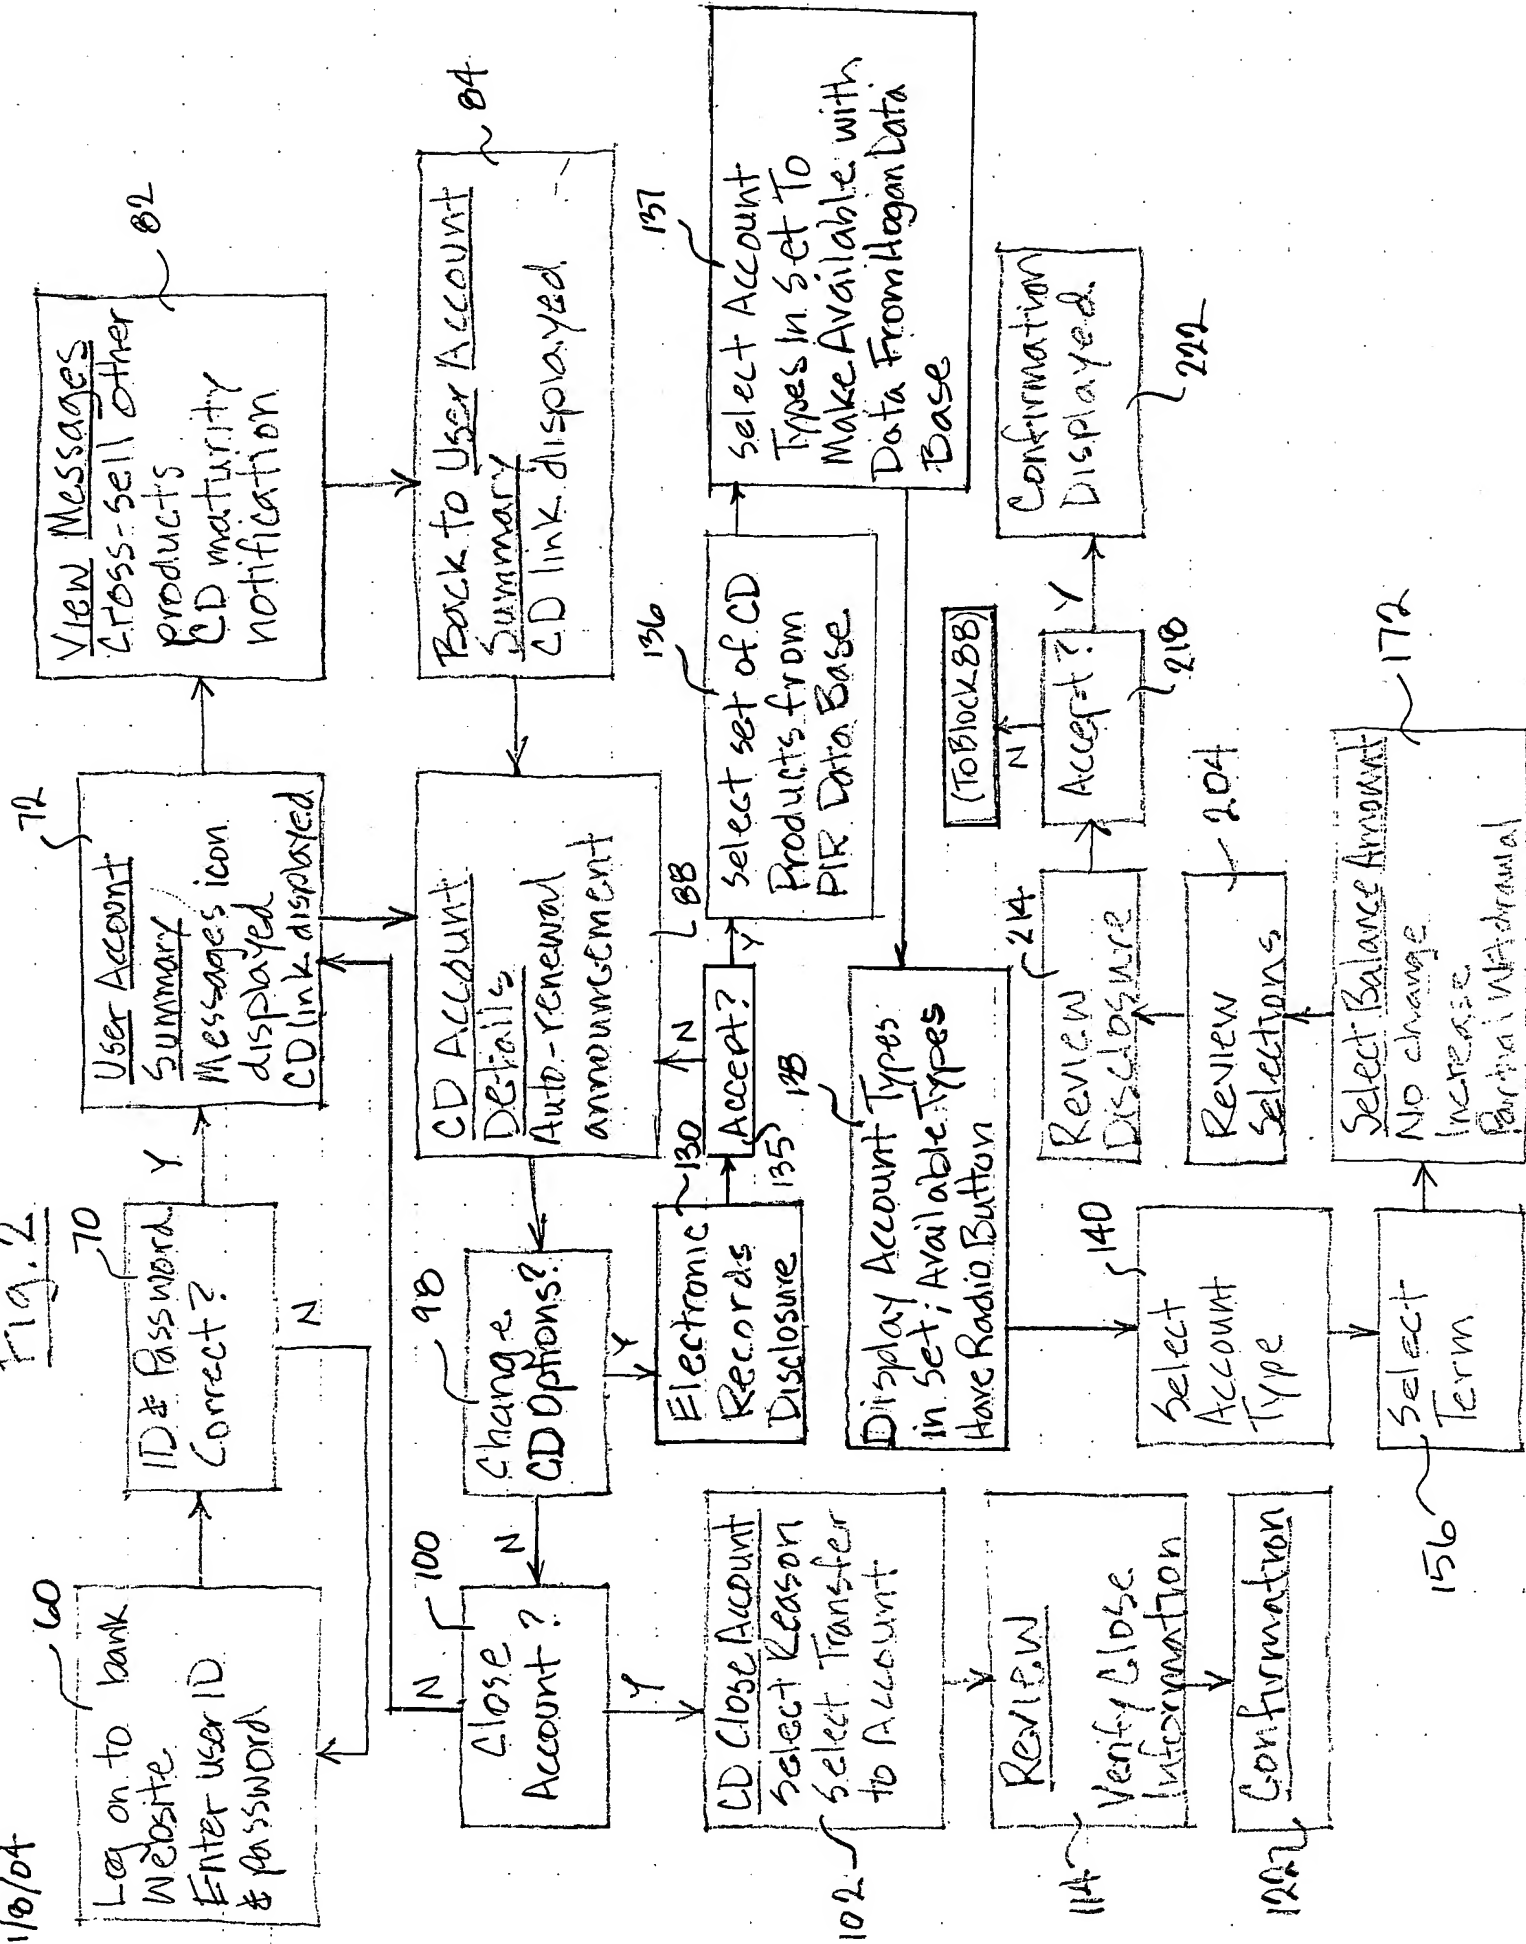 1/8/04
Fig. 2
60
Log on to bank
Website
Enter user ID
& password
70
ID & Password
Correct?
Y
N
72
User Account
Summary
Messages icon
displayed
CD link displayed
82
View Messages
Cross-sell other
products
CD maturity
notification
84
Back to User Account
Summary
CD link displayed
88
CD Account
Details
Auto-renewal
announcement
98
Change
CD Options?
N
Y
100
Close
Account?
N
Y
102
CD Close Account
Select Reason
Select Transfer
to Account
114
Review
Verify Close
Information
122
Confirmation
130
Electronic
Records
Disclosure
135
Accept?
N
Y
136
Select set of CD
Products from
PIR Data Base
137
Select Account
Types In Set To
Make Available with
Data From Hogan Data
Base
138
Display Account Types
in Set; Available Types
Have Radio Button
140
Select
Account
Type
156
Select
Term
172
Select Balance Amount
No change
Increase
Partial Withdrawal
204
Review
Selections
214
Review
Disclosure
218
Accept?
N
(To Block 88)
Y
222
Confirmation
Displayed